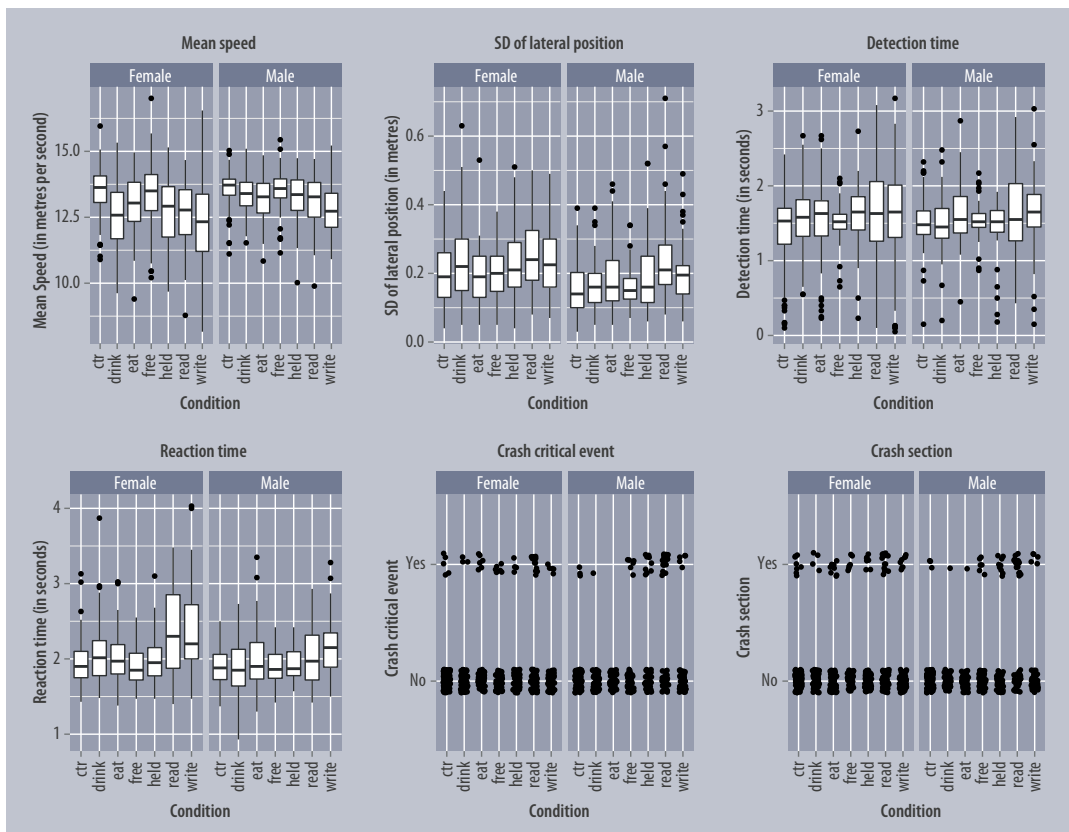 Mean speed
Female
Male
Mean Speed (in metres per second)
15.0
12.5
10.0
ctr
drink
eat
free
held
read
write
ctr
drink
eat
free
held
read
write
Condition
SD of lateral position
Female
Male
SD of lateral position (in metres)
0.6
0.4
0.2
0.0
ctr
drink
eat
free
held
read
write
ctr
drink
eat
free
held
read
write
Condition
Detection time
Female
Male
Detection time (in seconds)
3
2
1
0
ctr
drink
eat
free
held
read
write
ctr
drink
eat
free
held
read
write
Condition
Reaction time
Female
Male
Reaction time (in seconds)
4
3
2
1
ctr
drink
eat
free
held
read
write
ctr
drink
eat
free
held
read
write
Condition
Crash critical event
Female
Male
Crash critical event
Yes
No
ctr
drink
eat
free
held
read
write
ctr
drink
eat
free
held
read
write
Condition
Crash section
Female
Male
Crash section
Yes
No
ctr
drink
eat
free
held
read
write
ctr
drink
eat
free
held
read
write
Condition